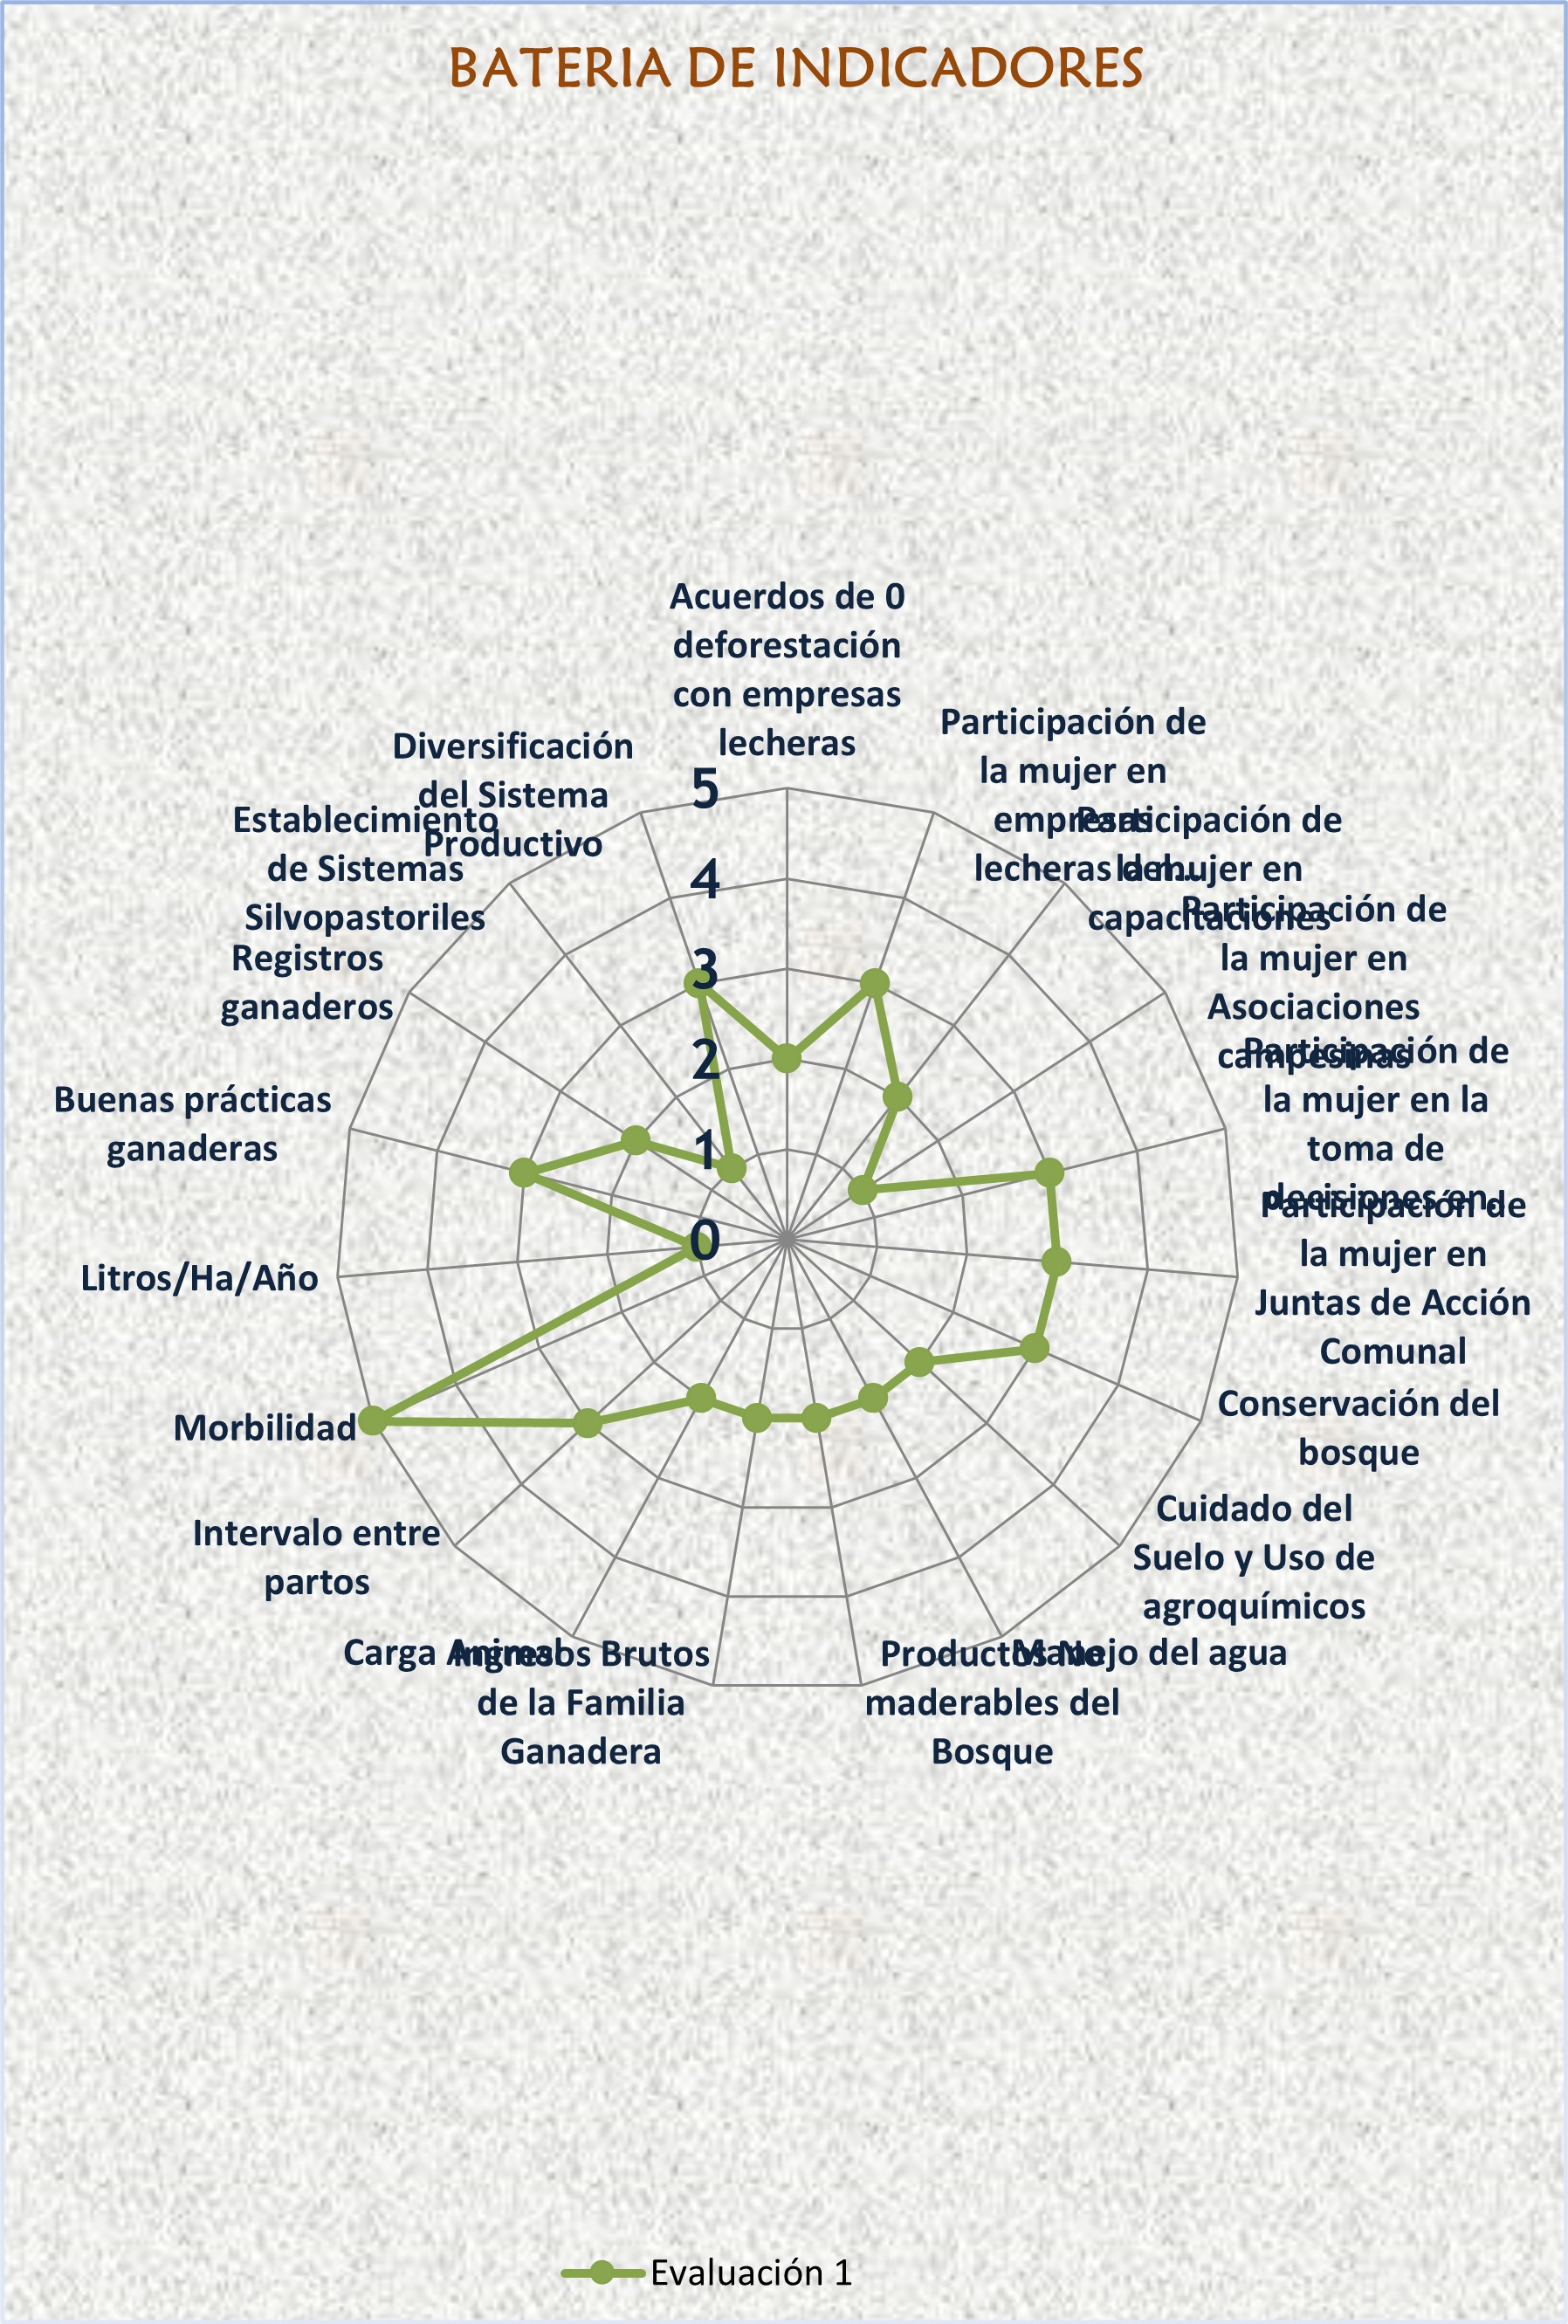 BATERIA DE INDICADORES
Acuerdos de 0
deforestación
con empresas
lecheras
Participación de
la mujer en
empresas
lecheras del…
Participación de
la mujer en
capacitaciones
Participación de
la mujer en
Asociaciones
campesinas
Participación de
la mujer en la
toma de
decisiones en…
Participación de
la mujer en
Juntas de Acción
Comunal
Conservación del
bosque
Cuidado del
Suelo y Uso de
agroquímicos
Manejo del agua
Productos No
maderables del
Bosque
Ingresos Brutos
de la Familia
Ganadera
Carga Animal
Intervalo entre
partos
Morbilidad
Litros/Ha/Año
Buenas prácticas
ganaderas
Registros
ganaderos
Establecimiento
de Sistemas
Silvopastoriles
Diversificación
del Sistema
Productivo
5
4
3
2
1
0
Evaluación 1